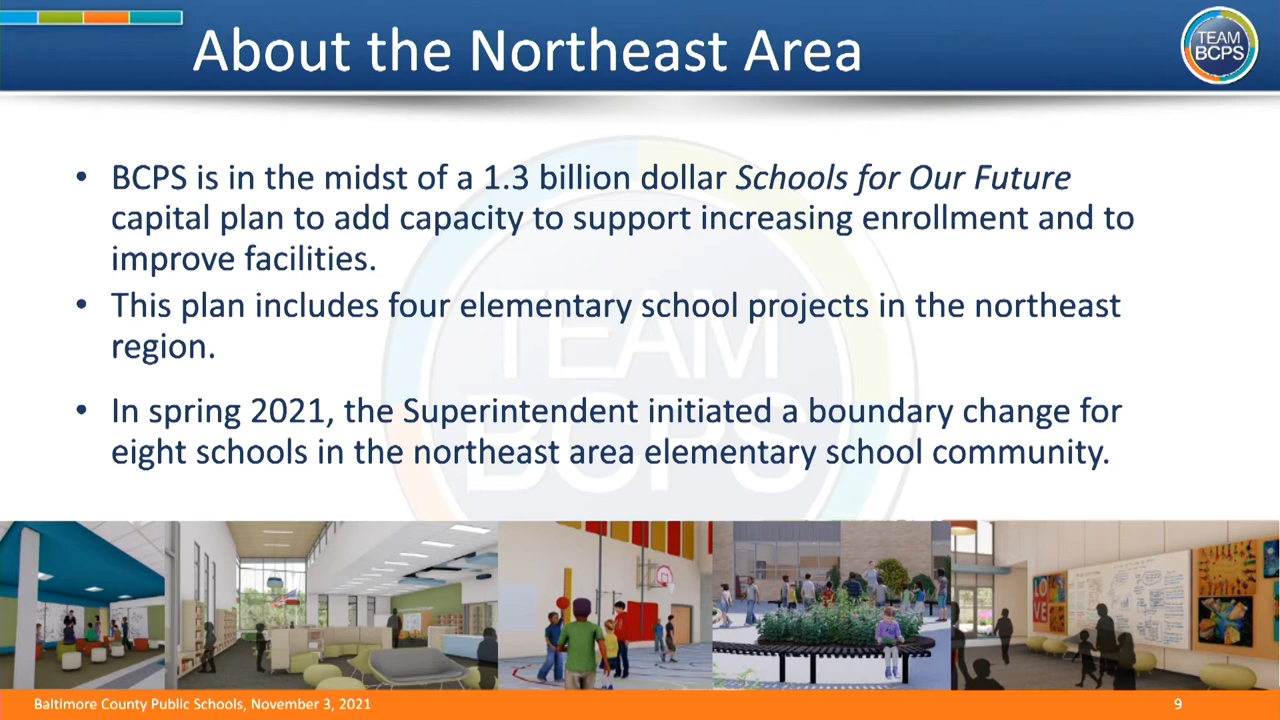 About the Northeast Area
TEAM
BCPS
• BCPS is in the midst of a 1.3 billion dollar Schools for Our Future
capital plan to add capacity to support increasing enrollment and to
improve facilities.
• This plan includes four elementary school projects in the northeast
region.
• In spring 2021, the Superintendent initiated a boundary change for
eight schools in the northeast area elementary school community.
TEAM
BCPS
LOVE
Baltimore County Public Schools, November 3, 2021
9